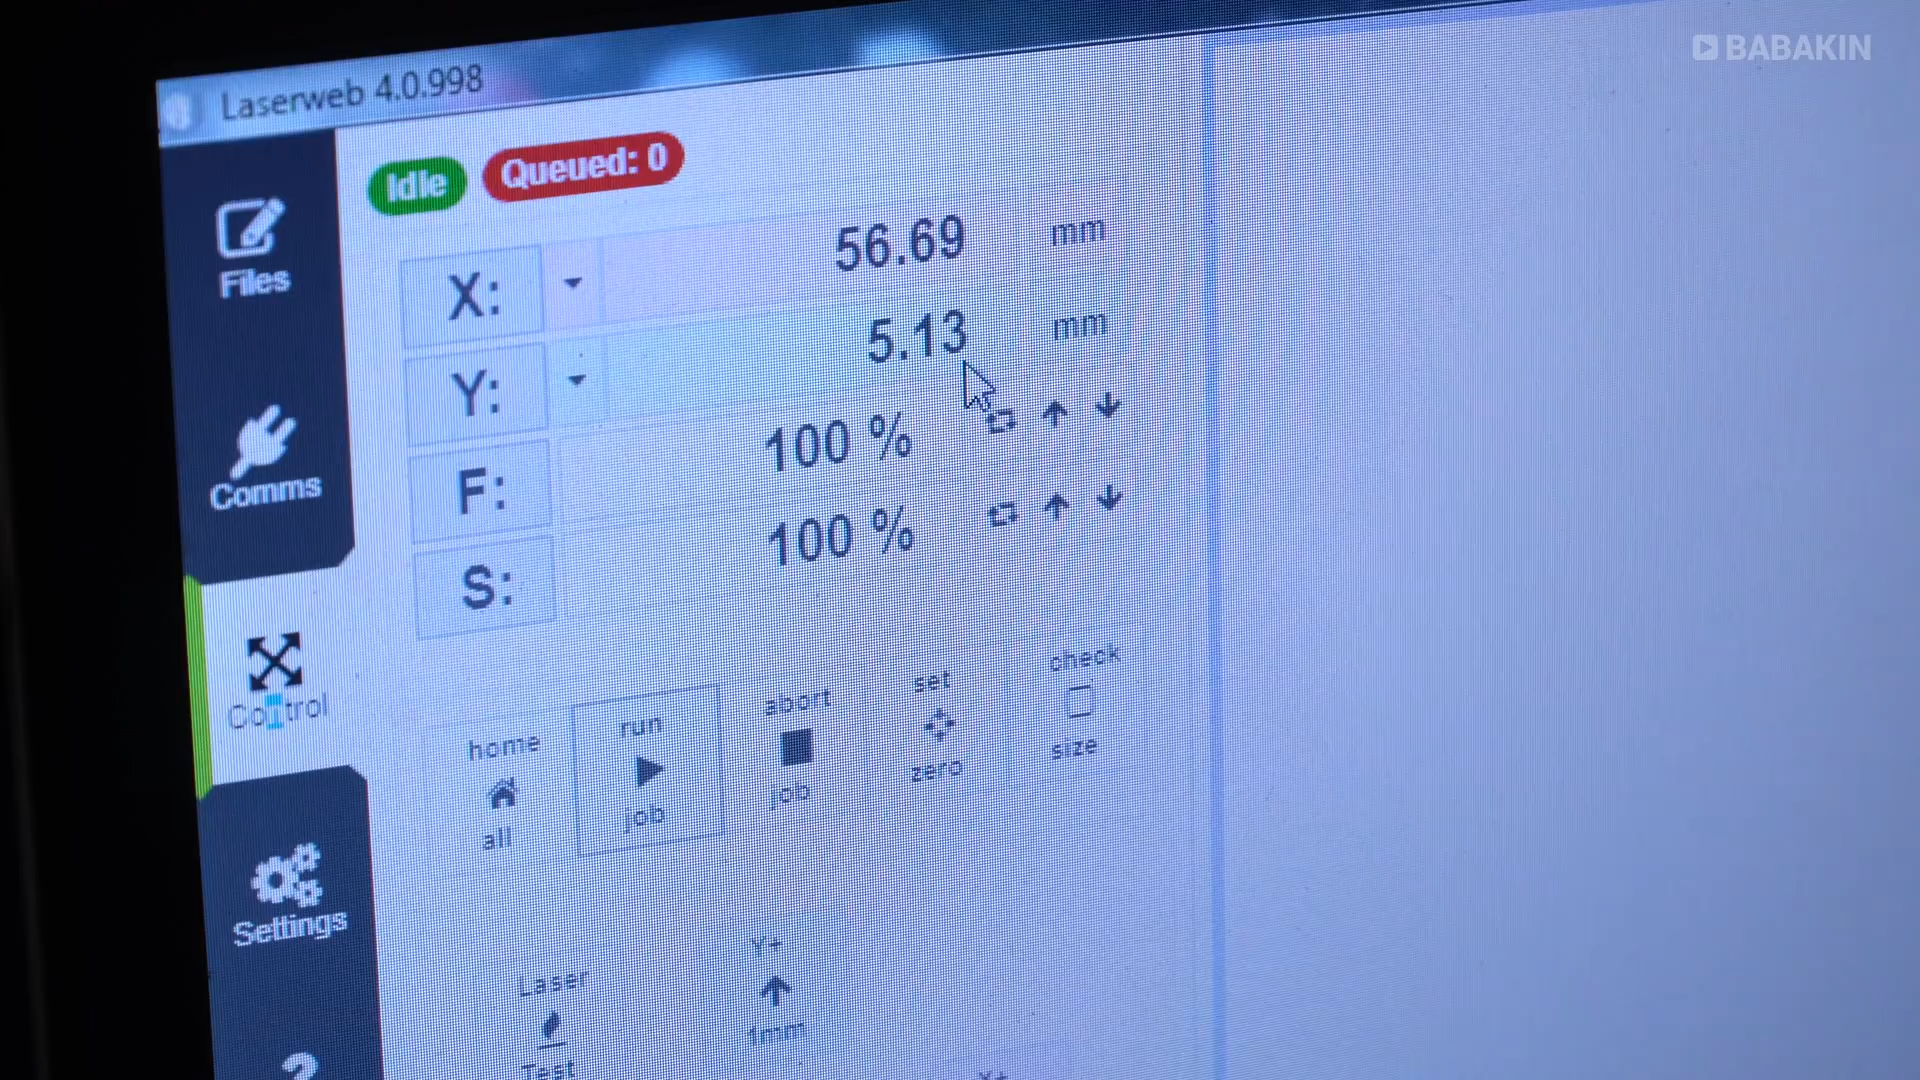 BABAKIN
Laserweb 4.0.998
Idle
Queued: 0
Files
X:
56.69
mm
Y:
5.13
mm
Comms
F:
100 %
S:
100 %
Control
home
all
run
job
abort
job
set
zero
check
size
Settings
Laser
Test
Y+
1mm
X+
?